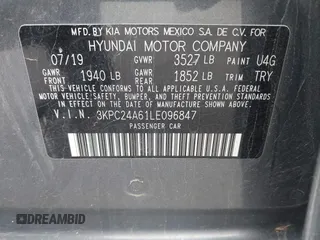 MFD.BY KIA MOTORS MEXICO S.A DE C.V FOR
HYUNDAI MOTOR COMPANY
07/19 GVWR 3527 LB PAINT U4G
GAWR 1940 LB GAWR 1852 LB TRIM TRY
THIS VEHICLE CONFORMS TO ALL APPLICABLE U.S. FEDERAL MOTOR
VEHICLE SAFETY, BUMPER, AND THEFT PREVENTION STANDARDS
IN EFFECT ON THE DATE OF MANUFACTURE SHOWN ABOVE.
V.I.N. 3KPC24A61LE096847
PASSENGER CAR
©DREAMBID